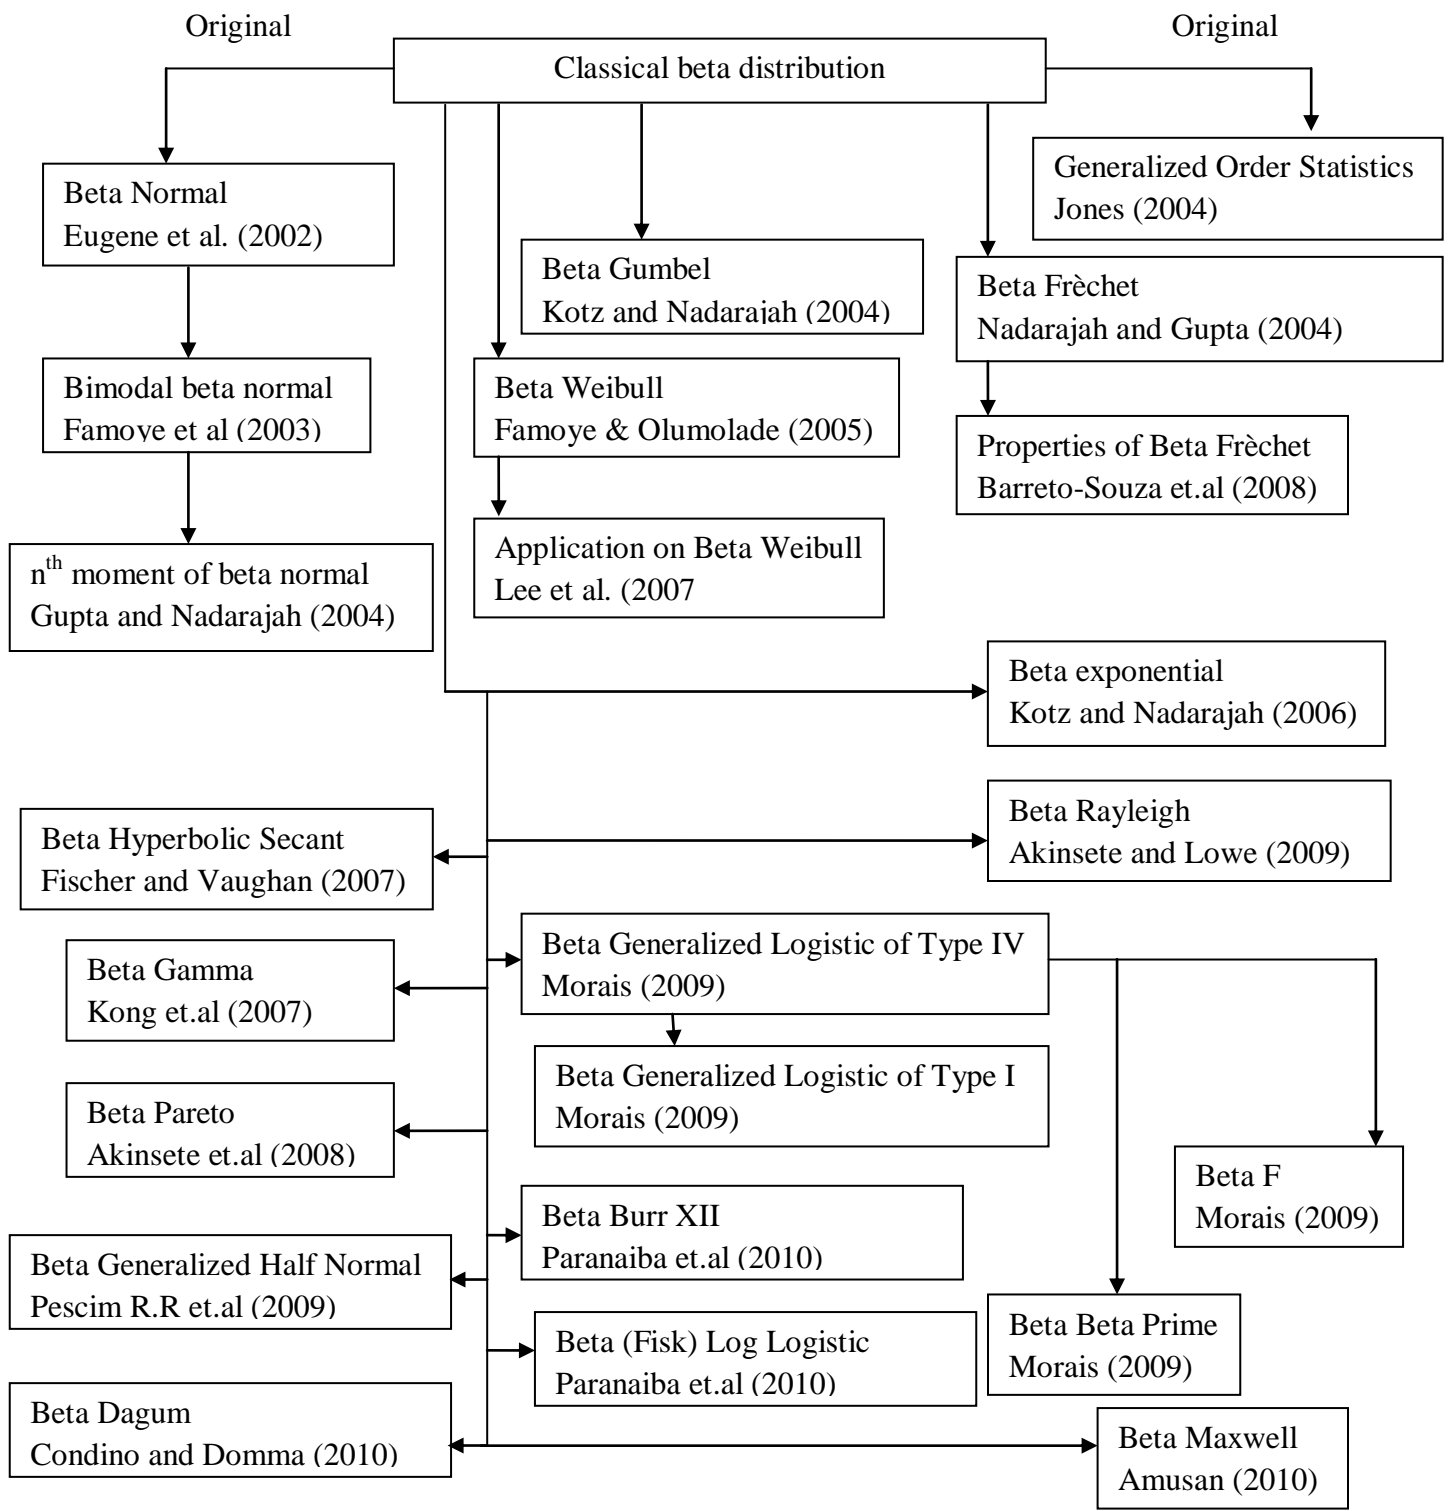 Original
Original
Classical beta distribution
Beta Normal
Eugene et al. (2002)
Generalized Order Statistics
Jones (2004)
Beta Gumbel
Kotz and Nadarajah (2004)
Beta Frèchet
Nadarajah and Gupta (2004)
Bimodal beta normal
Famoye et al (2003)
Beta Weibull
Famoye & Olumolade (2005)
Properties of Beta Frèchet
Barreto-Souza et.al (2008)
nth moment of beta normal
Gupta and Nadarajah (2004)
Application on Beta Weibull
Lee et al. (2007
Beta exponential
Kotz and Nadarajah (2006)
Beta Hyperbolic Secant
Fischer and Vaughan (2007)
Beta Rayleigh
Akinsete and Lowe (2009)
Beta Gamma
Kong et.al (2007)
Beta Generalized Logistic of Type IV
Morais (2009)
Beta Generalized Logistic of Type I
Morais (2009)
Beta Pareto
Akinsete et.al (2008)
Beta F
Morais (2009)
Beta Burr XII
Paranaiba et.al (2010)
Beta Generalized Half Normal
Pescim R.R et.al (2009)
Beta Beta Prime
Morais (2009)
Beta (Fisk) Log Logistic
Paranaiba et.al (2010)
Beta Dagum
Condino and Domma (2010)
Beta Maxwell
Amusan (2010)